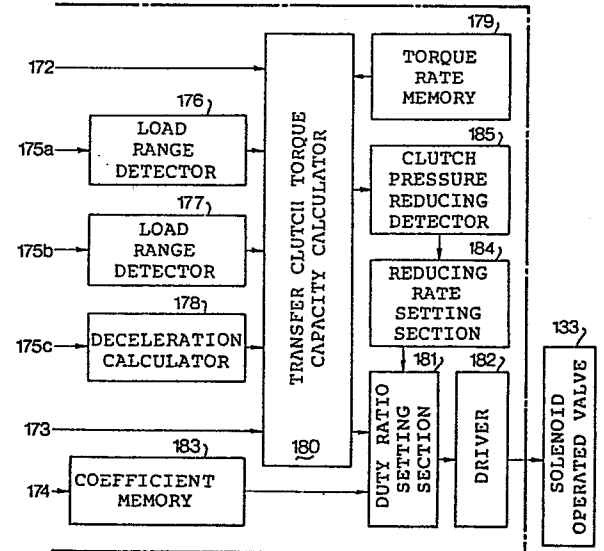 179
TORQUE
RATE
MEMORY
172
176
LOAD
RANGE
DETECTOR
175a
185
CLUTCH
PRESSURE
REDUCING
DETECTOR
177
LOAD
RANGE
DETECTOR
175b
TRANSFER CLUTCH TORQUE
CAPACITY CALCULATOR
180
184
REDUCING
RATE
SETTING
SECTION
178
DECELERATION
CALCULATOR
175c
181
DUTY RATIO
SETTING
SECTION
182
DRIVER
133
SOLENOID
OPERATED VALVE
173
183
COEFFICIENT
MEMORY
174